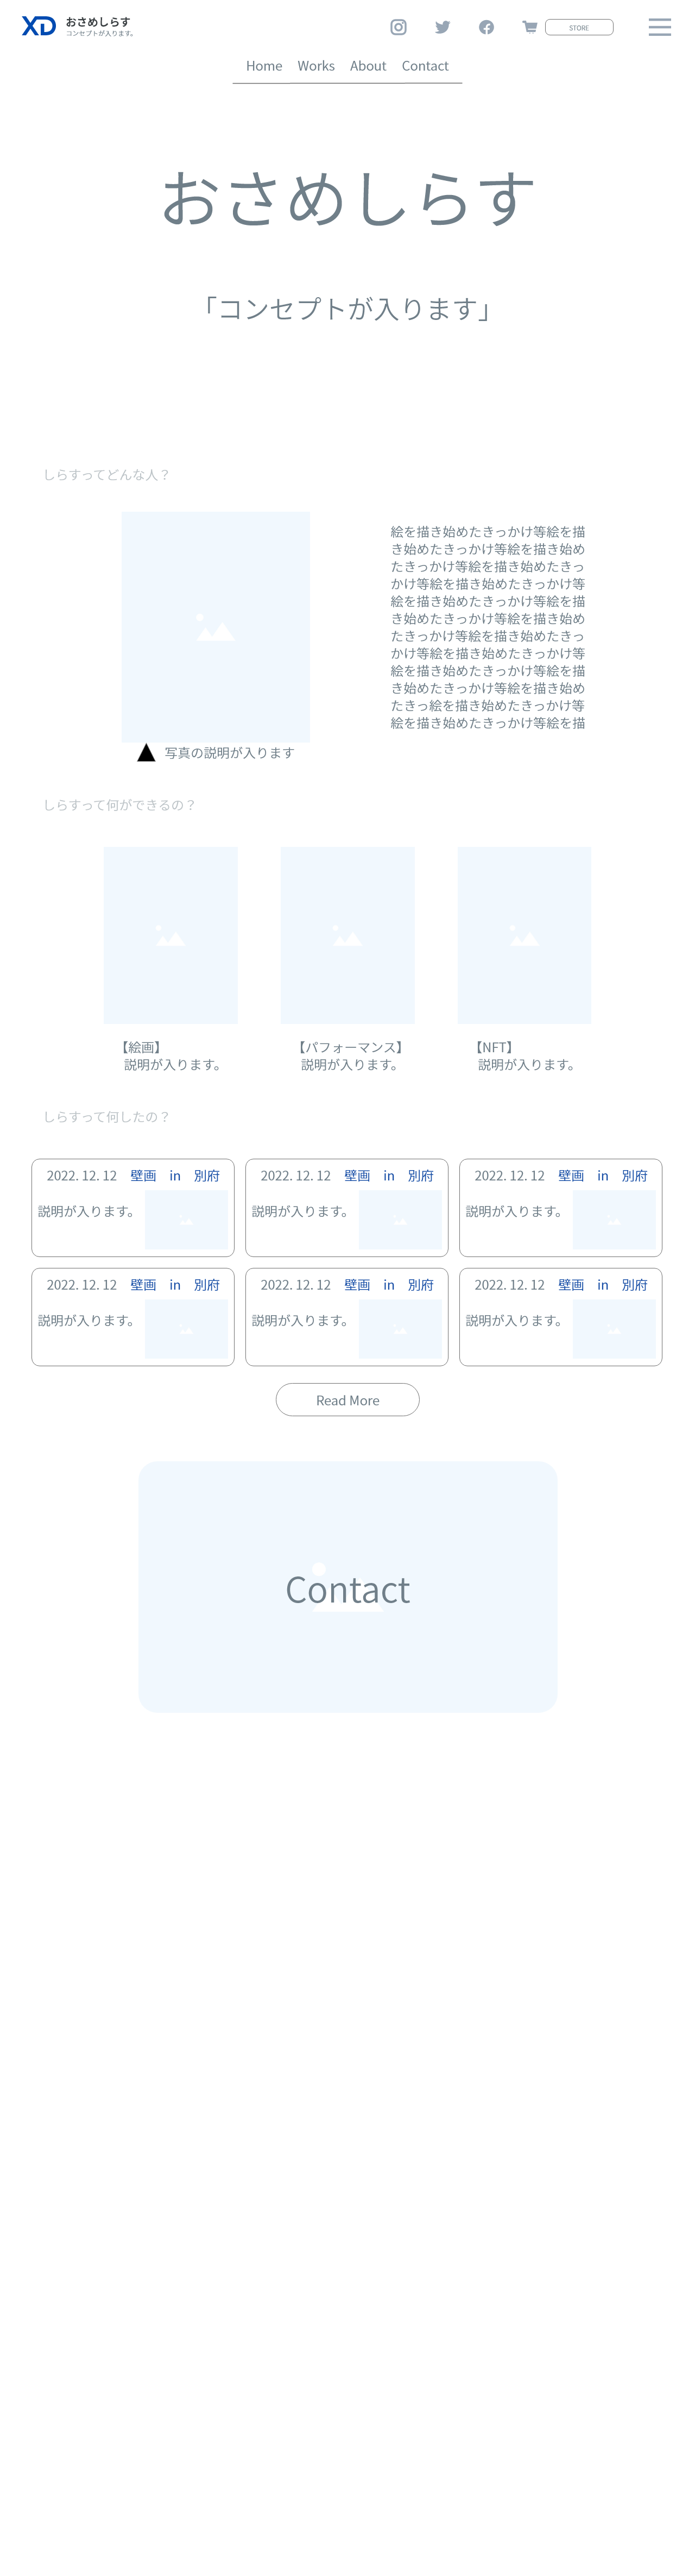 XD
おさめしらす
コンセプトが入ります。
STORE
Home Works About Contact
おさめしらす
「コンセプトが入ります」
しらすってどんな人？
絵を描き始めたきっかけ等絵を描
き始めたきっかけ等絵を描き始め
たきっかけ等絵を描き始めたきっ
かけ等絵を描き始めたきっかけ等
絵を描き始めたきっかけ等絵を描
き始めたきっかけ等絵を描き始め
たきっかけ等絵を描き始めたきっ
かけ等絵を描き始めたきっかけ等
絵を描き始めたきっかけ等絵を描
き始めたきっかけ等絵を描き始め
たきっ絵を描き始めたきっかけ等
絵を描き始めたきっかけ等絵を描
写真の説明が入ります
しらすって何ができるの？
【絵画】
説明が入ります。
【パフォーマンス】
説明が入ります。
【NFT】
説明が入ります。
しらすって何したの？
2022. 12. 12　壁画　in　別府
説明が入ります。
2022. 12. 12　壁画　in　別府
説明が入ります。
2022. 12. 12　壁画　in　別府
説明が入ります。
2022. 12. 12　壁画　in　別府
説明が入ります。
2022. 12. 12　壁画　in　別府
説明が入ります。
2022. 12. 12　壁画　in　別府
説明が入ります。
Read More
Contact